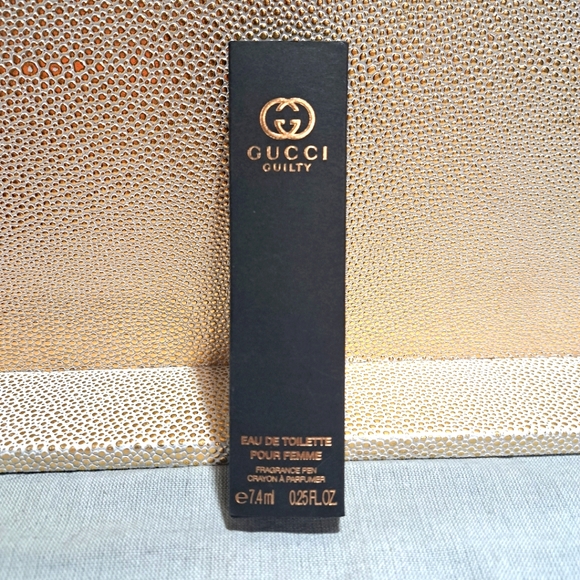 GUCCI
GUILTY
EAU DE TOILETTE
POUR FEMME
FRAGRANCE PEN
CRAYON À PARFUMER
℮7.4ml 0.25FL.OZ.